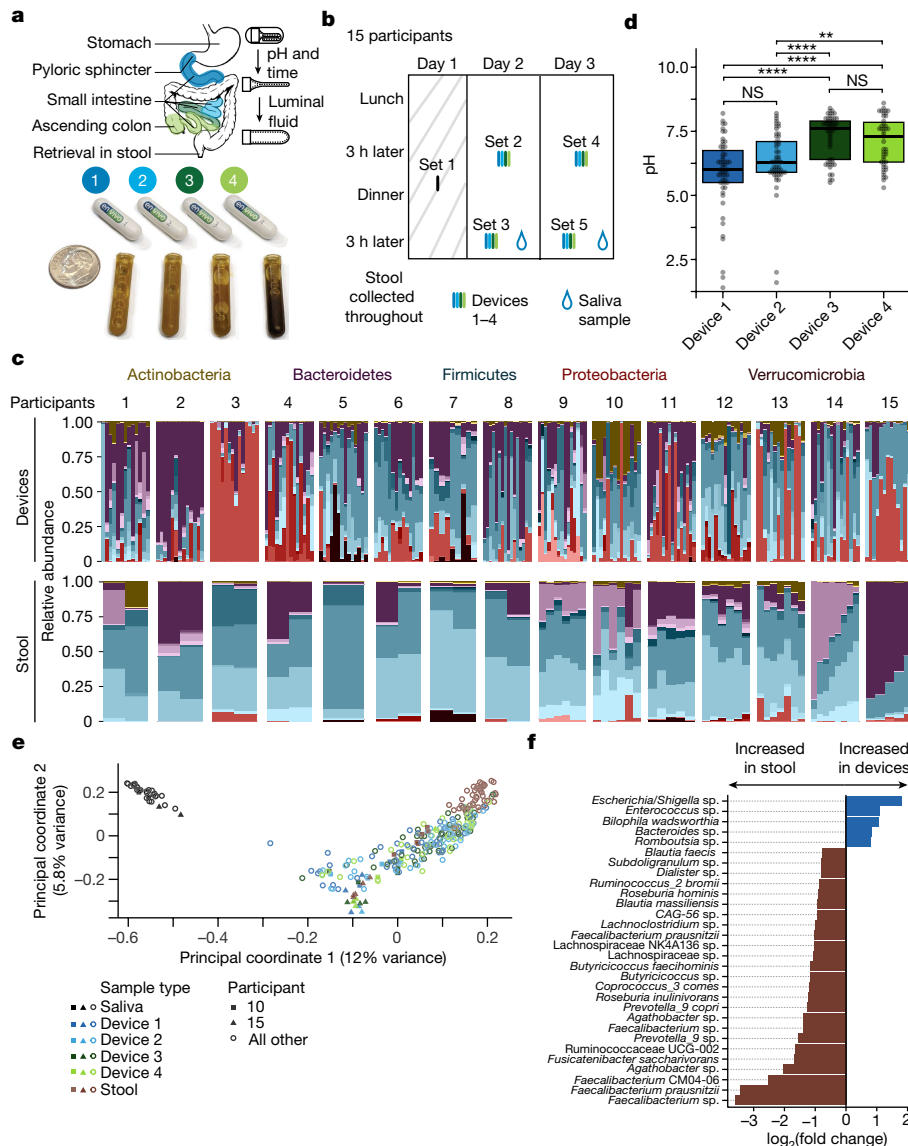 a
Stomach
Pyloric sphincter
Small intestine
Ascending colon
Retrieval in stool
pH and
time
Luminal
fluid
1 2 3 4
envivo envivo envivo envivo
b
15 participants
Day 1 Day 2 Day 3
Lunch
3 h later
Dinner
3 h later
Set 1
Set 2
Set 4
Set 3
Set 5
Stool
collected
throughout
Devices
1–4
Saliva
sample
d
**
****
****
****
NS
NS
pH
10.0
7.5
5.0
2.5
Device 1
Device 2
Device 3
Device 4
c
Actinobacteria Bacteroidetes Firmicutes Proteobacteria Verrucomicrobia
Participants 1 2 3 4 5 6 7 8 9 10 11 12 13 14 15
Devices
Stool
Relative abundance
1.00
0.75
0.50
0.25
0
1.00
0.75
0.50
0.25
0
e
Principal coordinate 2
(5.8% variance)
0.2
0
−0.2
−0.6 −0.4 −0.2 0 0.2
Principal coordinate 1 (12% variance)
Sample type
Saliva
Device 1
Device 2
Device 3
Device 4
Stool
Participant
10
15
All other
f
Increased
in stool
Increased
in devices
Escherichia/Shigella sp.
Enterococcus sp.
Bilophila wadsworthia
Bacteroides sp.
Romboutsia sp.
Blautia faecis
Subdoligranulum sp.
Dialister sp.
Ruminococcus_2 bromii
Roseburia hominis
Blautia massiliensis
CAG-56 sp.
Lachnoclostridium sp.
Faecalibacterium prausnitzii
Lachnospiraceae NK4A136 sp.
Lachnospiraceae sp.
Butyricicoccus faecihominis
Butyricicoccus sp.
Coprococcus_3 comes
Roseburia inulinivorans
Prevotella_9 copri
Agathobacter sp.
Faecalibacterium sp.
Prevotella_9 sp.
Ruminococcaceae UCG-002
Fusicatenibacter saccharivorans
Agathobacter sp.
Faecalibacterium CM04-06
Faecalibacterium prausnitzii
Faecalibacterium sp.
−3 −2 −1 0 1 2
log2(fold change)